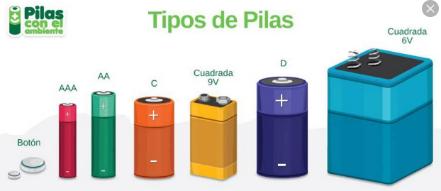 Pilas
con el
ambiente
Tipos de Pilas
Botón
AAA
AA
C
Cuadrada
9V
D
Cuadrada
6V
+
-
+
-
+
-
+
-